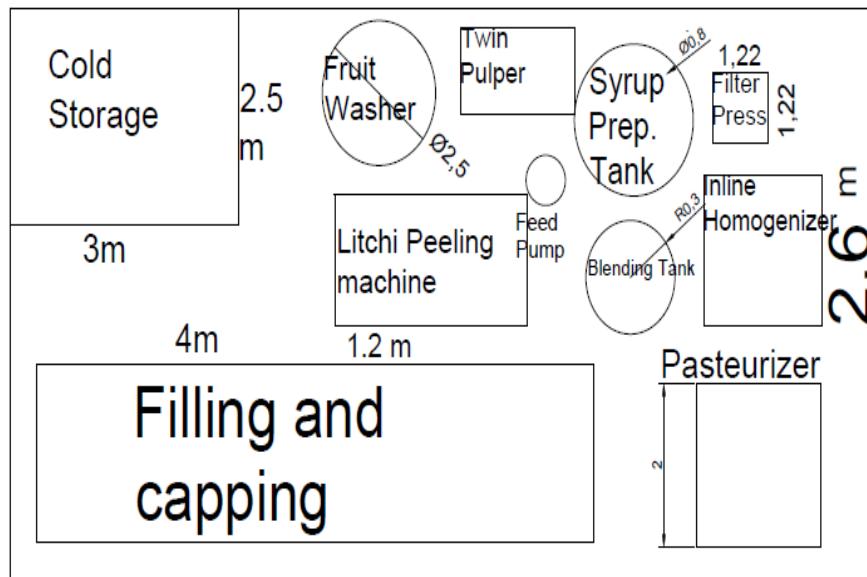 Cold
Storage
2.5
m
3m
Fruit
Washer
Ø2,5
Twin
Pulper
Syrup
Prep.
Tank
Ø0,8
1,22
Filter
Press
1,22
Litchi Peeling
machine
1.2 m
Feed
Pump
Blending Tank
R0,3
Inline
Homogenizer
2,6 m
4m
Filling and
capping
Pasteurizer
2